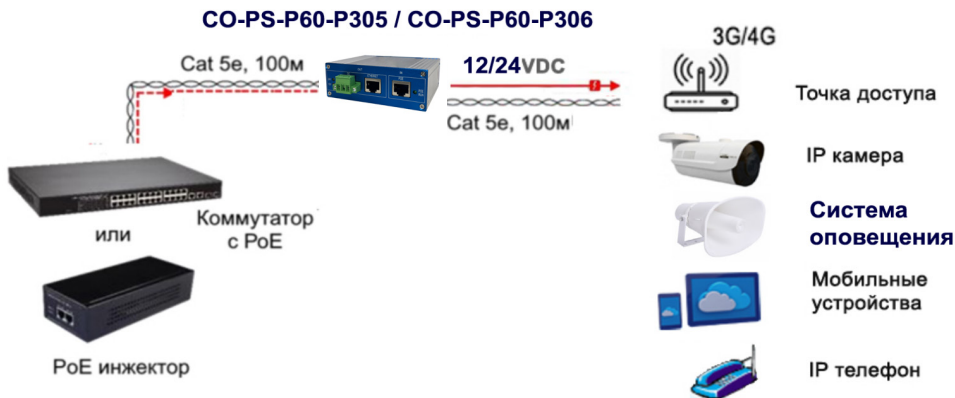 CO-PS-P60-P305 / CO-PS-P60-P306
3G/4G
Cat 5e, 100м
12/24VDC
Cat 5e, 100м
Точка доступа
IP камера
Коммутатор
с PoE
или
Система
оповещения
Мобильные
устройства
PoE инжектор
IP телефон